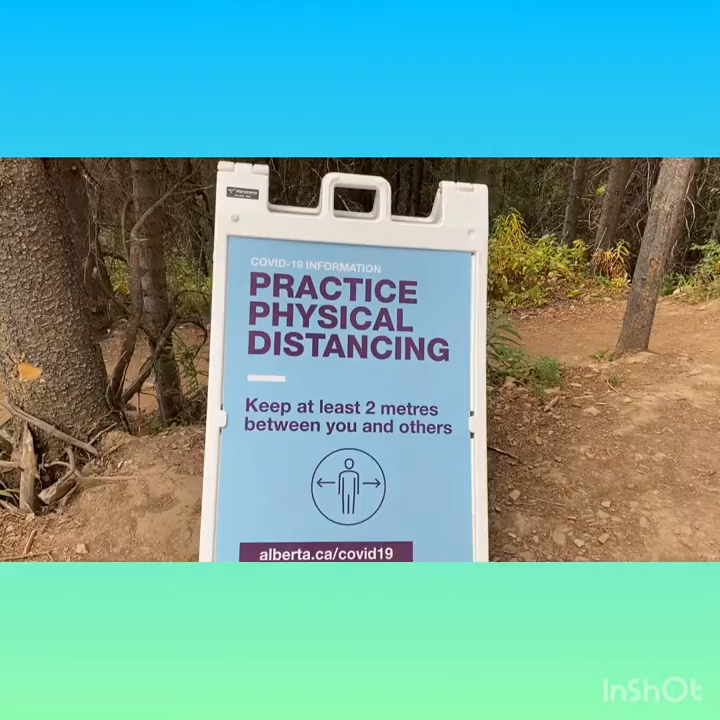 COVID-19 INFORMATION
PRACTICE
PHYSICAL
DISTANCING
Keep at least 2 metres
between you and others
alberta.ca/covid19
InShOt